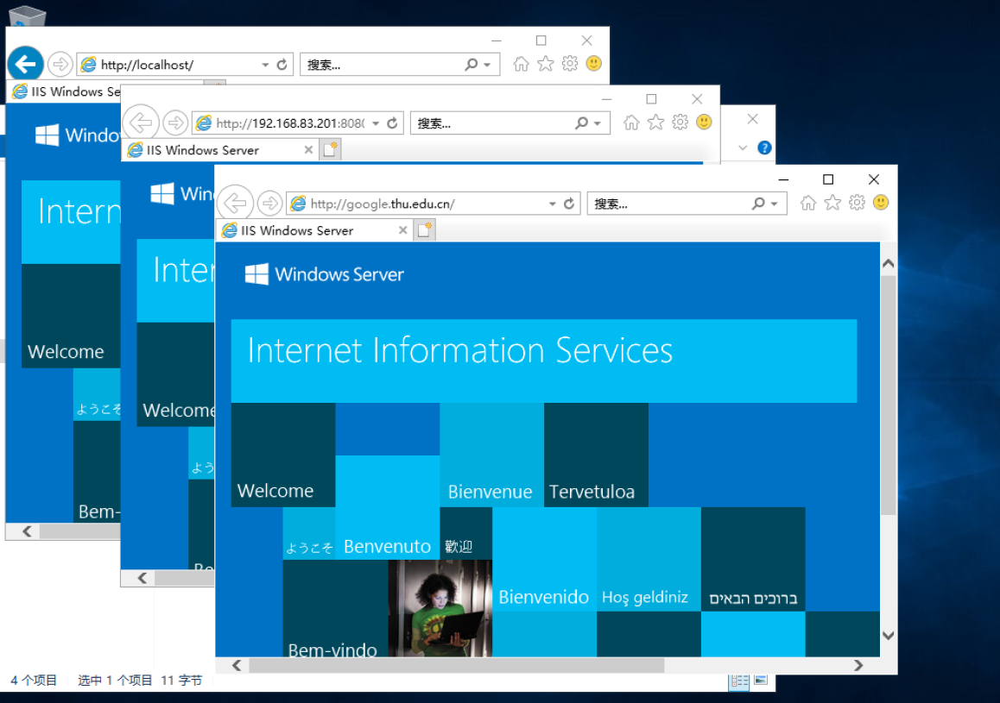 http://localhost/
搜索...
IIS Windows Se
Windo
Intern
Welcome
ようこそ
Bem-
http://192.168.83.201:808
搜索...
IIS Windows Server
Win
Inter
Welcome
よう
http://google.thu.edu.cn/
搜索...
IIS Windows Server
Windows Server
Internet Information Services
Welcome
Bienvenue
Tervetuloa
ようこそ
Benvenuto
歡迎
Bienvenido
Hoş geldiniz
ברוכים הבאים
Bem-vindo
4 个项目 选中 1 个项目 11 字节